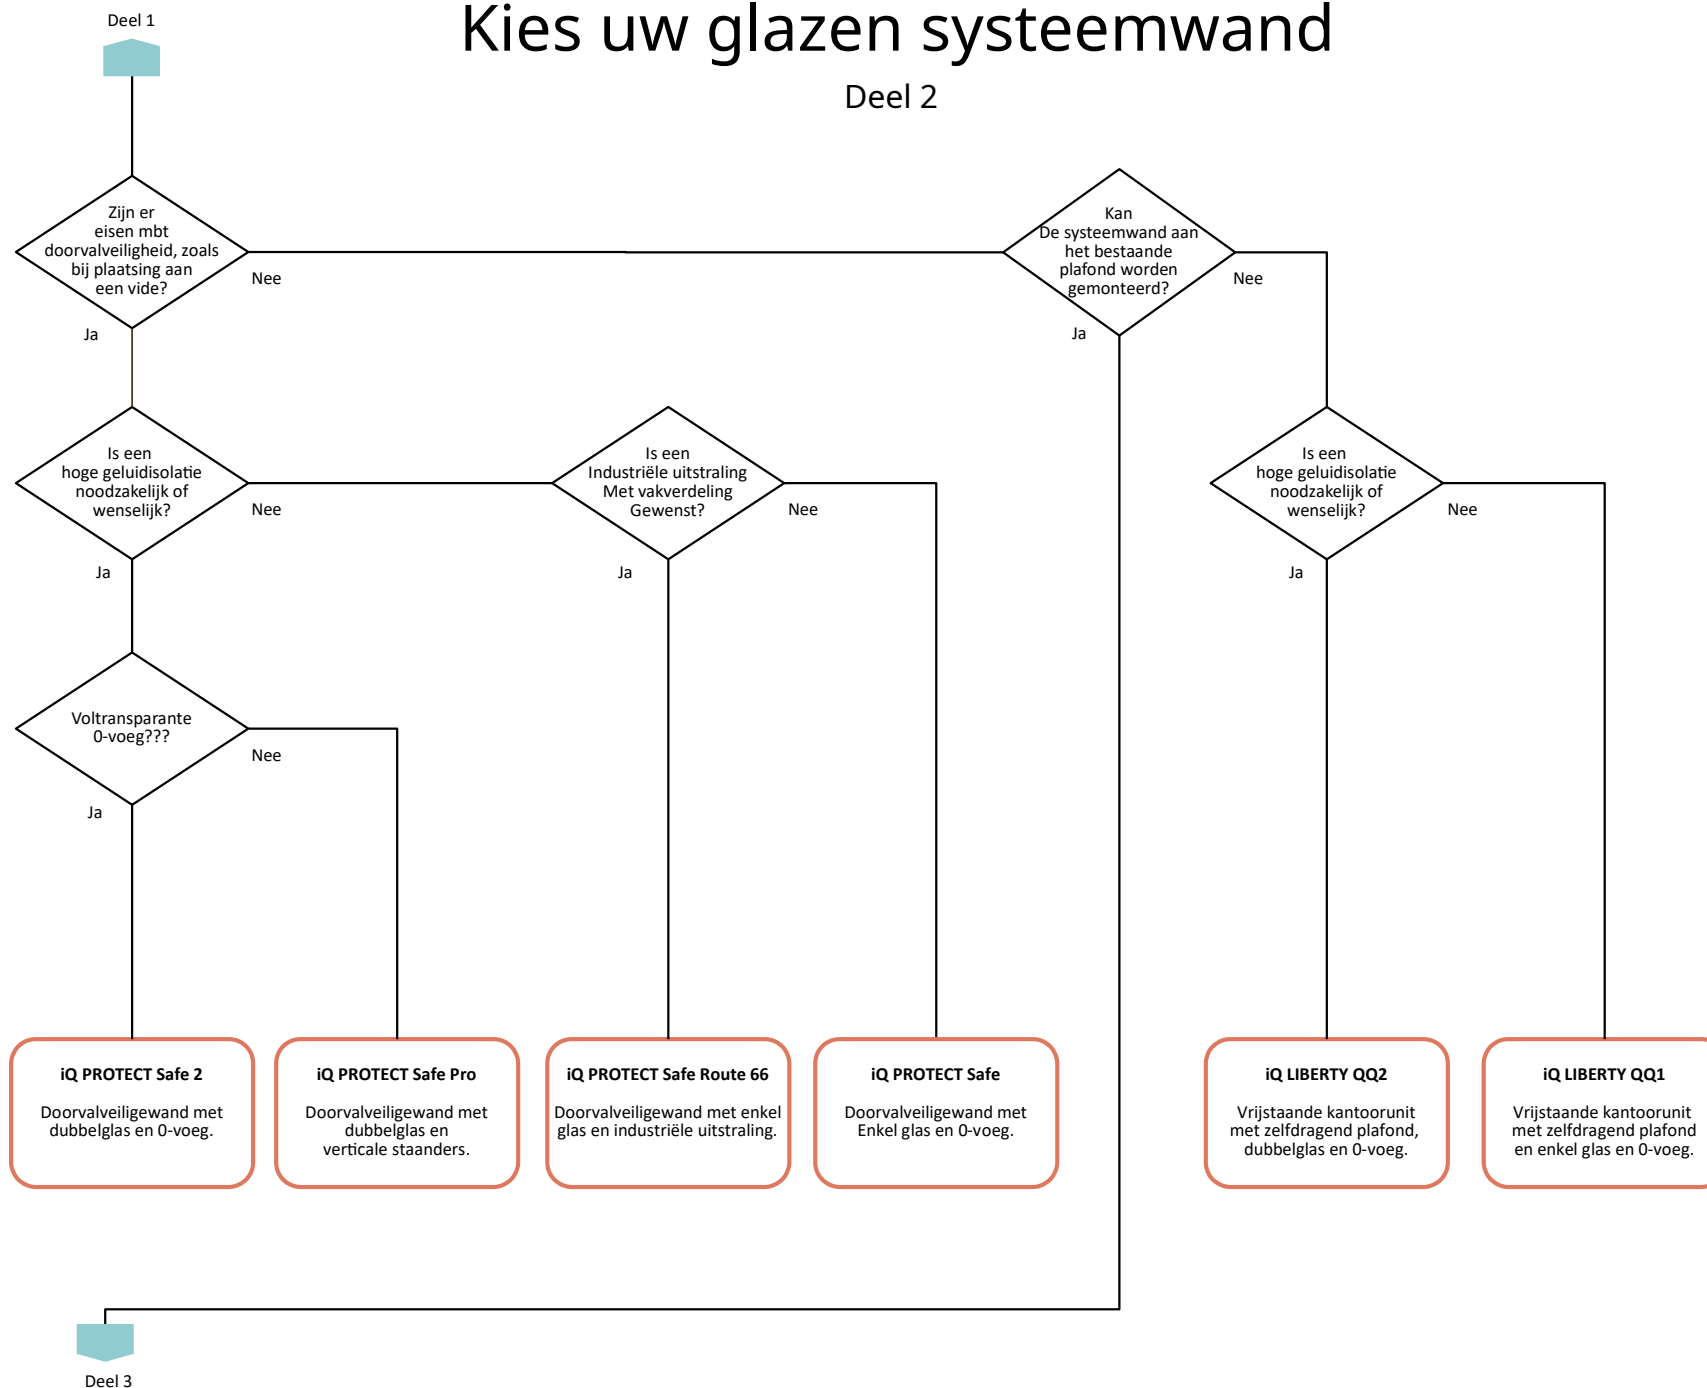 Deel 1
Kies uw glazen systeemwand
Deel 2
Zijn er
eisen mbt
doorvalveiligheid, zoals
bij plaatsing aan
een vide?
Nee
Ja
Kan
De systeemwand aan
het bestaande
plafond worden
gemonteerd?
Nee
Ja
Is een
hoge geluidisolatie
noodzakelijk of
wenselijk?
Nee
Ja
Is een
Industriële uitstraling
Met vakverdeling
Gewenst?
Nee
Ja
Is een
hoge geluidisolatie
noodzakelijk of
wenselijk?
Nee
Ja
Voltransparante
0-voeg???
Nee
Ja
iQ PROTECT Safe 2
Doorvalveiligewand met
dubbelglas en 0-voeg.
iQ PROTECT Safe Pro
Doorvalveiligewand met
dubbelglas en
verticale staanders.
iQ PROTECT Safe Route 66
Doorvalveiligewand met enkel
glas en industriële uitstraling.
iQ PROTECT Safe
Doorvalveiligewand met
Enkel glas en 0-voeg.
iQ LIBERTY QQ2
Vrijstaande kantoorunit
met zelfdragend plafond,
dubbelglas en 0-voeg.
iQ LIBERTY QQ1
Vrijstaande kantoorunit
met zelfdragend plafond
en enkel glas en 0-voeg.
Deel 3